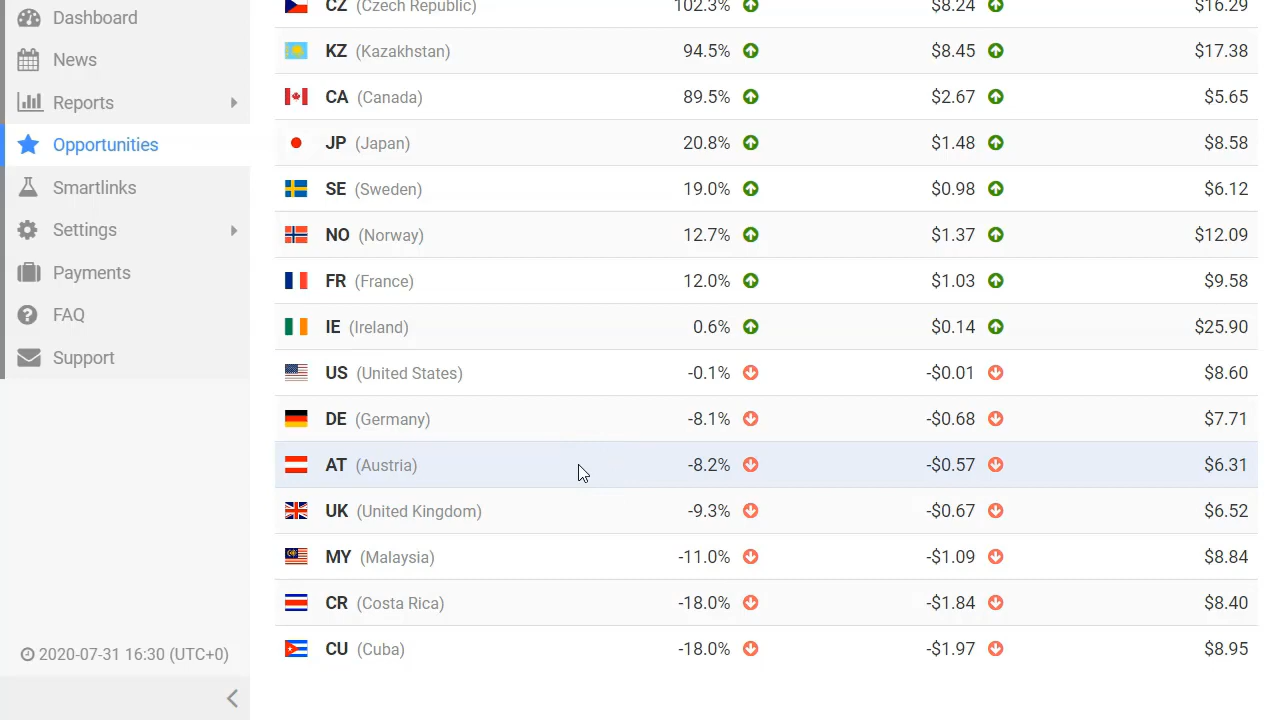 Dashboard
News
Reports
Opportunities
Smartlinks
Settings
Payments
FAQ
Support
2020-07-31 16:30 (UTC+0)
CZ (Czech Republic) 102.3% $8.24 $16.29
KZ (Kazakhstan) 94.5% $8.45 $17.38
CA (Canada) 89.5% $2.67 $5.65
JP (Japan) 20.8% $1.48 $8.58
SE (Sweden) 19.0% $0.98 $6.12
NO (Norway) 12.7% $1.37 $12.09
FR (France) 12.0% $1.03 $9.58
IE (Ireland) 0.6% $0.14 $25.90
US (United States) -0.1% -$0.01 $8.60
DE (Germany) -8.1% -$0.68 $7.71
AT (Austria) -8.2% -$0.57 $6.31
UK (United Kingdom) -9.3% -$0.67 $6.52
MY (Malaysia) -11.0% -$1.09 $8.84
CR (Costa Rica) -18.0% -$1.84 $8.40
CU (Cuba) -18.0% -$1.97 $8.95